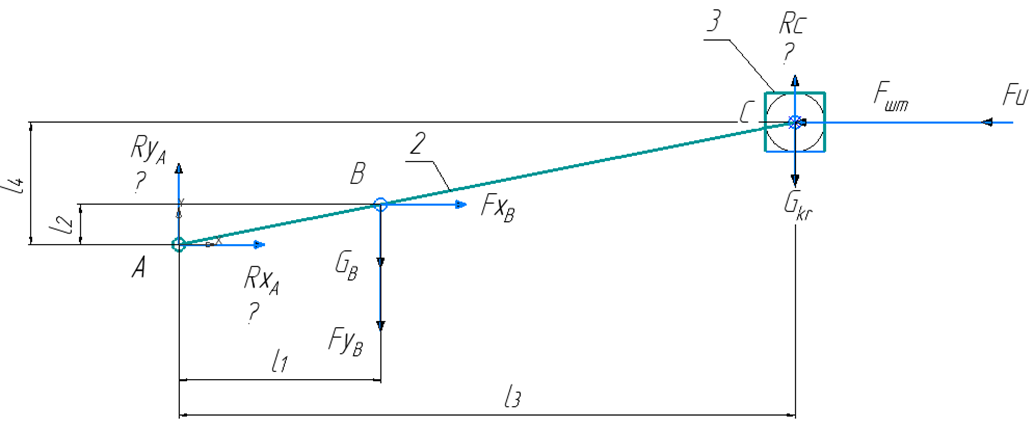 3
Rc
?
C
Fшт
Fu
RyA
?
l4
l2
B
2
FxB
Gkr
Y
X
A
RxA
?
GB
FyB
l1
l3